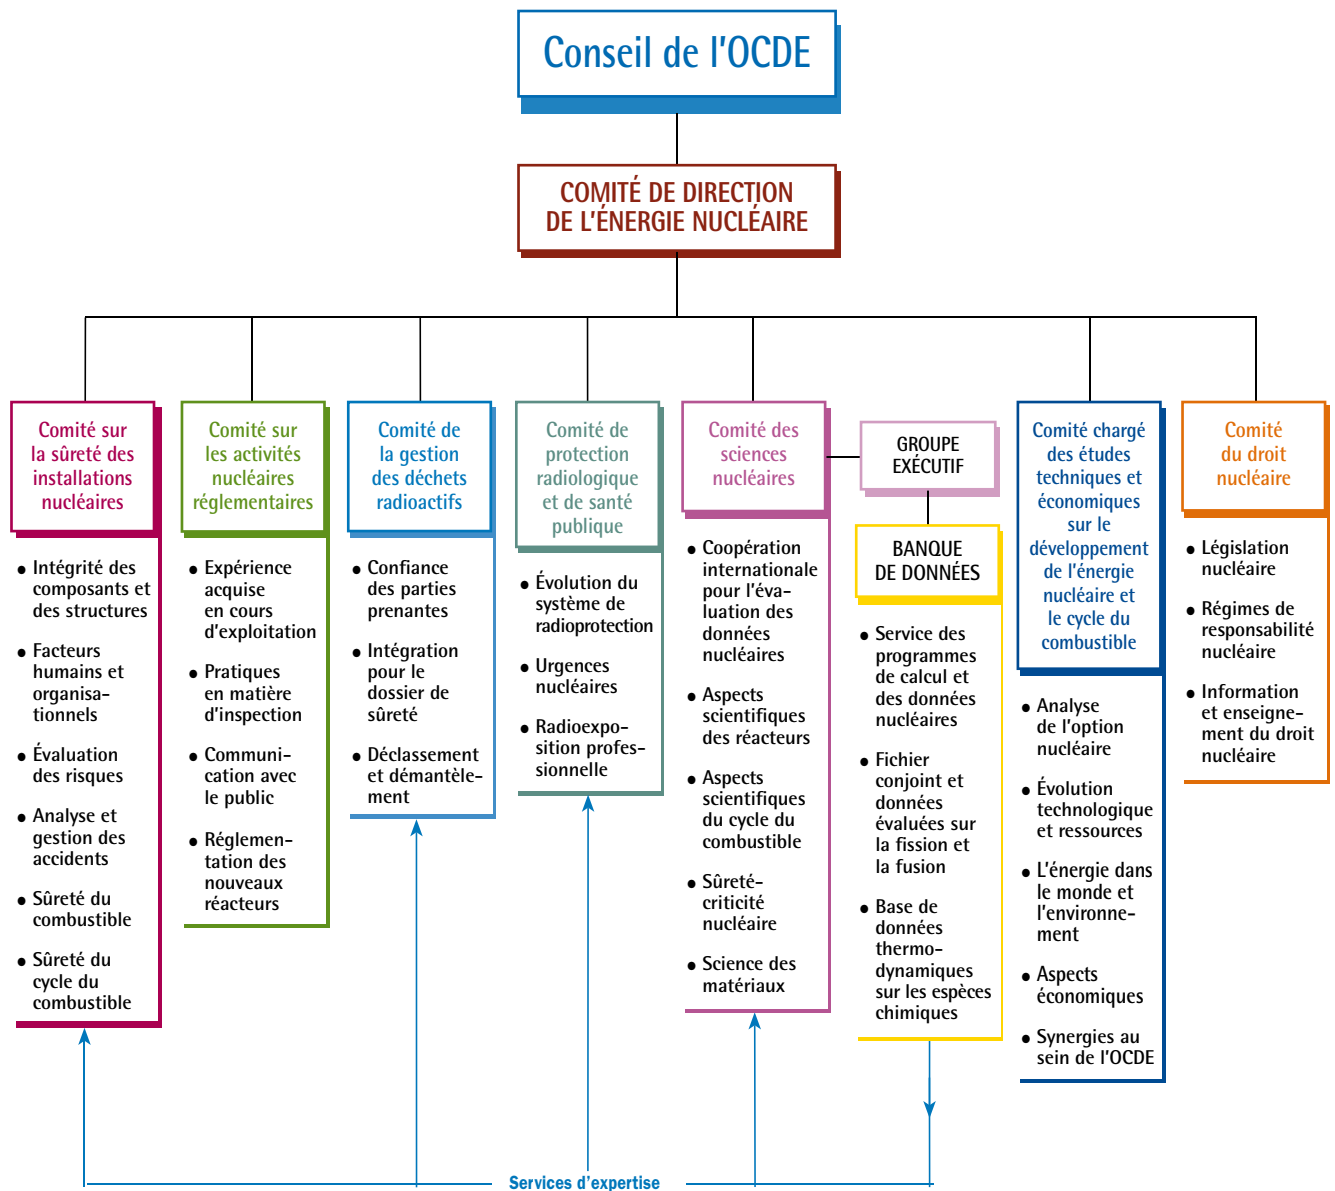 Conseil de l'OCDE
COMITÉ DE DIRECTION
DE L'ÉNERGIE NUCLÉAIRE
Comité sur
la sûreté des
installations
nucléaires
• Intégrité des
composants et
des structures
• Facteurs
humains et
organisa-
tionnels
• Évaluation
des risques
• Analyse et
gestion des
accidents
• Sûreté du
combustible
• Sûreté du
cycle du
combustible
Comité sur
les activités
nucléaires
réglementaires
• Expérience
acquise
en cours
d'exploitation
• Pratiques
en matière
d'inspection
• Communi-
cation avec
le public
• Réglemen-
tation des
nouveaux
réacteurs
Comité de
la gestion
des déchets
radioactifs
• Confiance
des parties
prenantes
• Intégration
pour le
dossier de
sûreté
• Déclassement
et démantèle-
ment
Comité de
protection
radiologique
et de santé
publique
• Évolution du
système de
radioprotection
• Urgences
nucléaires
• Radioexpo-
sition profes-
sionnelle
Comité des
sciences
nucléaires
• Coopération
internationale
pour l'éva-
luation des
données
nucléaires
• Aspects
scientifiques
des réacteurs
• Aspects
scientifiques
du cycle du
combustible
• Sûreté-
criticité
nucléaire
• Science des
matériaux
GROUPE
EXÉCUTIF
BANQUE
DE DONNÉES
• Service des
programmes
de calcul et
des données
nucléaires
• Fichier
conjoint et
données
évaluées sur
la fission et
la fusion
• Base de
données
thermo-
dynamiques
sur les espèces
chimiques
Comité chargé
des études
techniques et
économiques
sur le
développement
de l'énergie
nucléaire et
le cycle du
combustible
• Analyse
de l'option
nucléaire
• Évolution
technologique
et ressources
• L'énergie dans
le monde et
l'environne-
ment
• Aspects
économiques
• Synergies au
sein de l'OCDE
Comité
du droit
nucléaire
• Législation
nucléaire
• Régimes de
responsabilité
nucléaire
• Information
et enseigne-
ment du droit
nucléaire
Services d'expertise